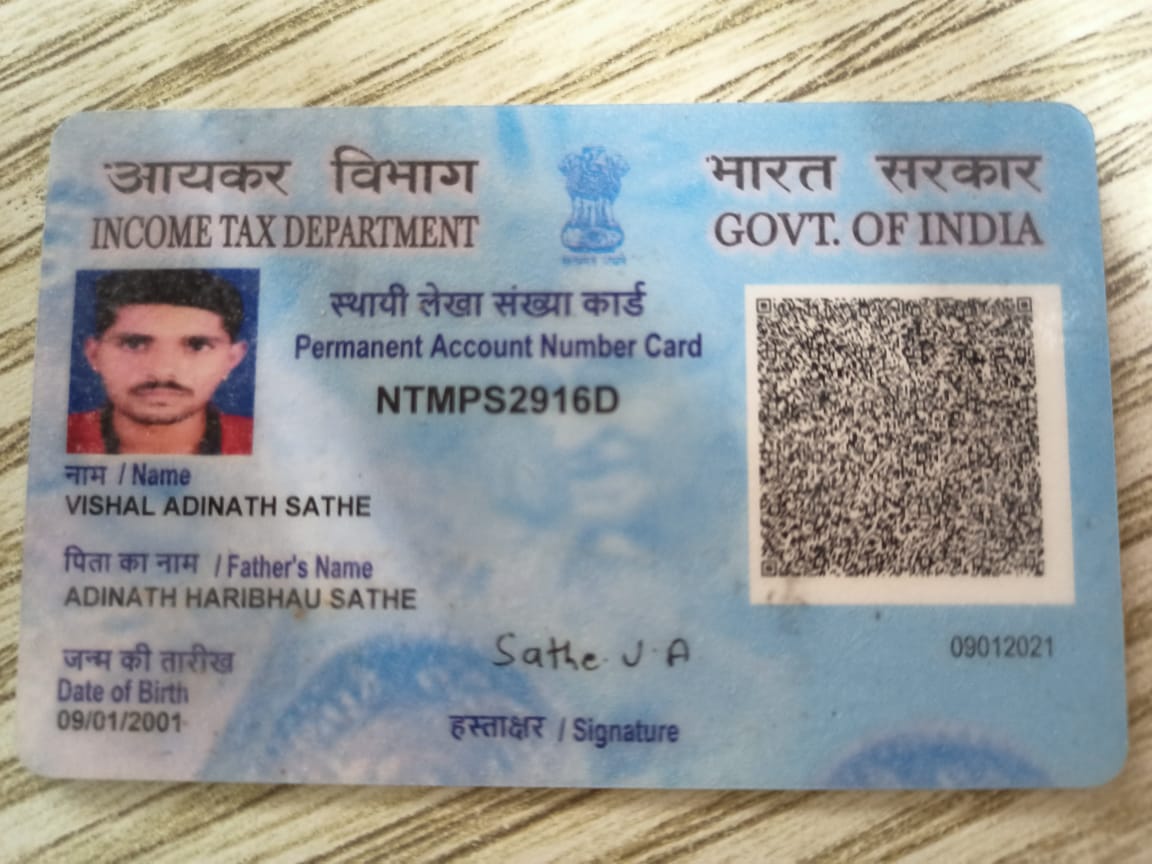 आयकर विभाग
INCOME TAX DEPARTMENT
भारत सरकार
GOVT. OF INDIA
स्थायी लेखा संख्या कार्ड
Permanent Account Number Card
NTMPS2916D
नाम / Name
VISHAL ADINATH SATHE
पिता का नाम / Father's Name
ADINATH HARIBHAU SATHE
जन्म की तारीख
Date of Birth
09/01/2001
Sathe V A
हस्ताक्षर / Signature
09012021